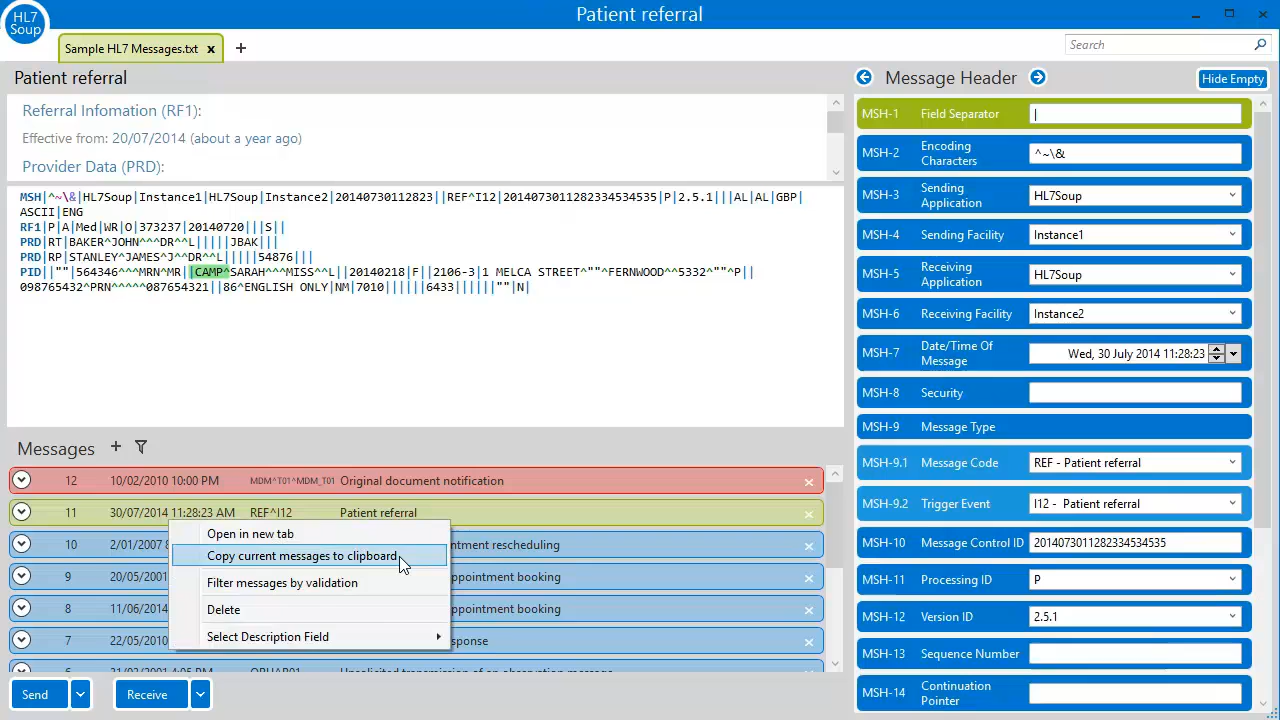 HL7
Soup
Patient referral
Sample HL7 Messages.txt x +
Search
Patient referral
Referral Infomation (RF1):
Effective from: 20/07/2014 (about a year ago)
Provider Data (PRD):
MSH|^~\&|HL7Soup|Instance1|HL7Soup|Instance2|20140730112823||REF^I12|2014073011282334534535|P|2.5.1|||AL|AL|GBP|
ASCII|ENG
RF1|P|A|Med|WR|O|373237|20140720|||S||
PRD|RT|BAKER^JOHN^^^DR^^L|||||JBAK|||
PRD|RP|STANLEY^JAMES^J^^DR^^L|||||54876|||
PID||""|564346^^^MRN^MR||CAMP^SARAH^^^MISS^^L||20140218|F||2106-3|1 MELCA STREET^""^FERNWOOD^^5332^""^P||
098765432^PRN^^^^^0987654321||86^ENGLISH ONLY|NM|7010||||||6433||||||""|N|
Messages +
12 10/02/2010 10:00 PM MDM^T01^MDM_T01 Original document notification
11 30/07/2014 11:28:23 AM REF^I12 Patient referral
10 2/01/2007 8 ntment rescheduling
9 20/05/2001 ppointment booking
8 11/06/2014 ppointment booking
7 22/05/2010 sponse
Open in new tab
Copy current messages to clipboard
Filter messages by validation
Delete
Select Description Field
Send
Receive
Message Header
Hide Empty
MSH-1 Field Separator |
MSH-2 Encoding
Characters ^~\&
MSH-3 Sending
Application HL7Soup
MSH-4 Sending Facility Instance1
MSH-5 Receiving
Application HL7Soup
MSH-6 Receiving Facility Instance2
MSH-7 Date/Time Of
Message Wed, 30 July 2014 11:28:23
MSH-8 Security
MSH-9 Message Type
MSH-9.1 Message Code REF - Patient referral
MSH-9.2 Trigger Event I12 - Patient referral
MSH-10 Message Control ID 2014073011282334534535
MSH-11 Processing ID P
MSH-12 Version ID 2.5.1
MSH-13 Sequence Number
MSH-14 Continuation
Pointer